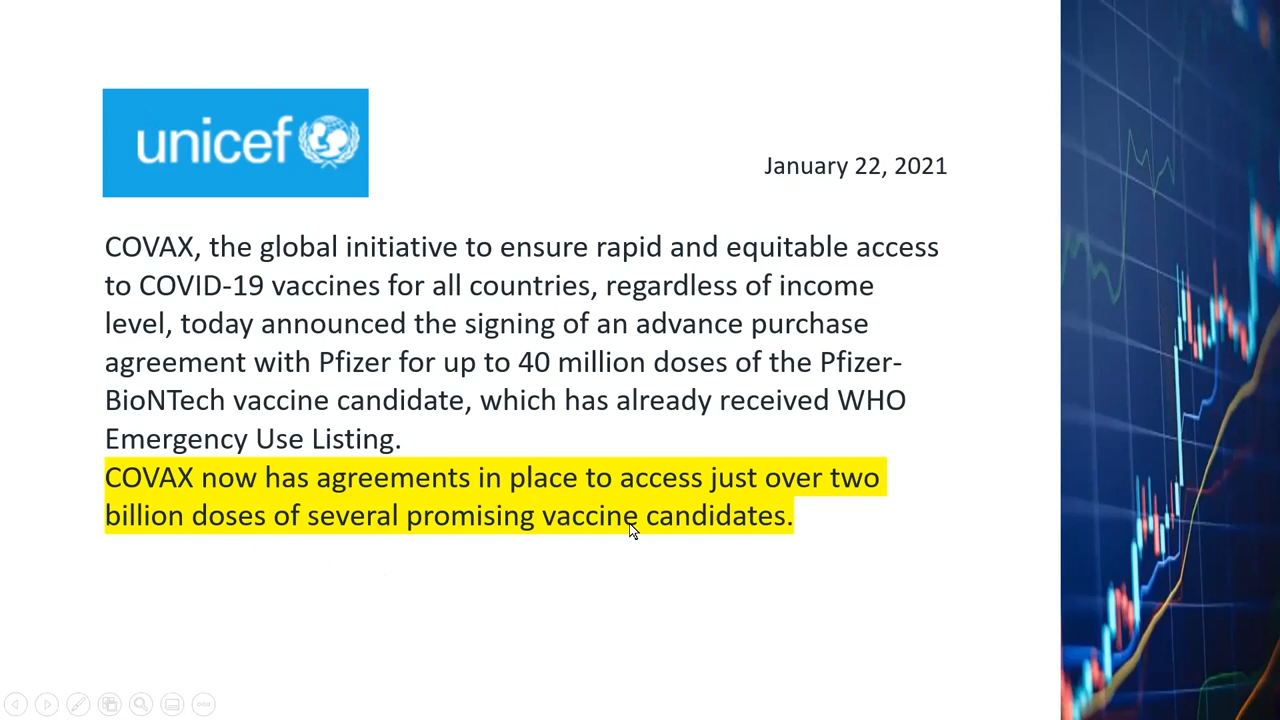 unicef
January 22, 2021
COVAX, the global initiative to ensure rapid and equitable access
to COVID-19 vaccines for all countries, regardless of income
level, today announced the signing of an advance purchase
agreement with Pfizer for up to 40 million doses of the Pfizer-
BioNTech vaccine candidate, which has already received WHO
Emergency Use Listing.
COVAX now has agreements in place to access just over two
billion doses of several promising vaccine candidates.